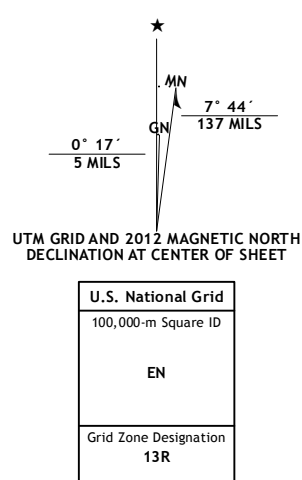 ★
MN
GN
7° 44´
137 MILS
0° 17´
5 MILS
UTM GRID AND 2012 MAGNETIC NORTH
DECLINATION AT CENTER OF SHEET
U.S. National Grid
100,000-m Square ID
EN
Grid Zone Designation
13R